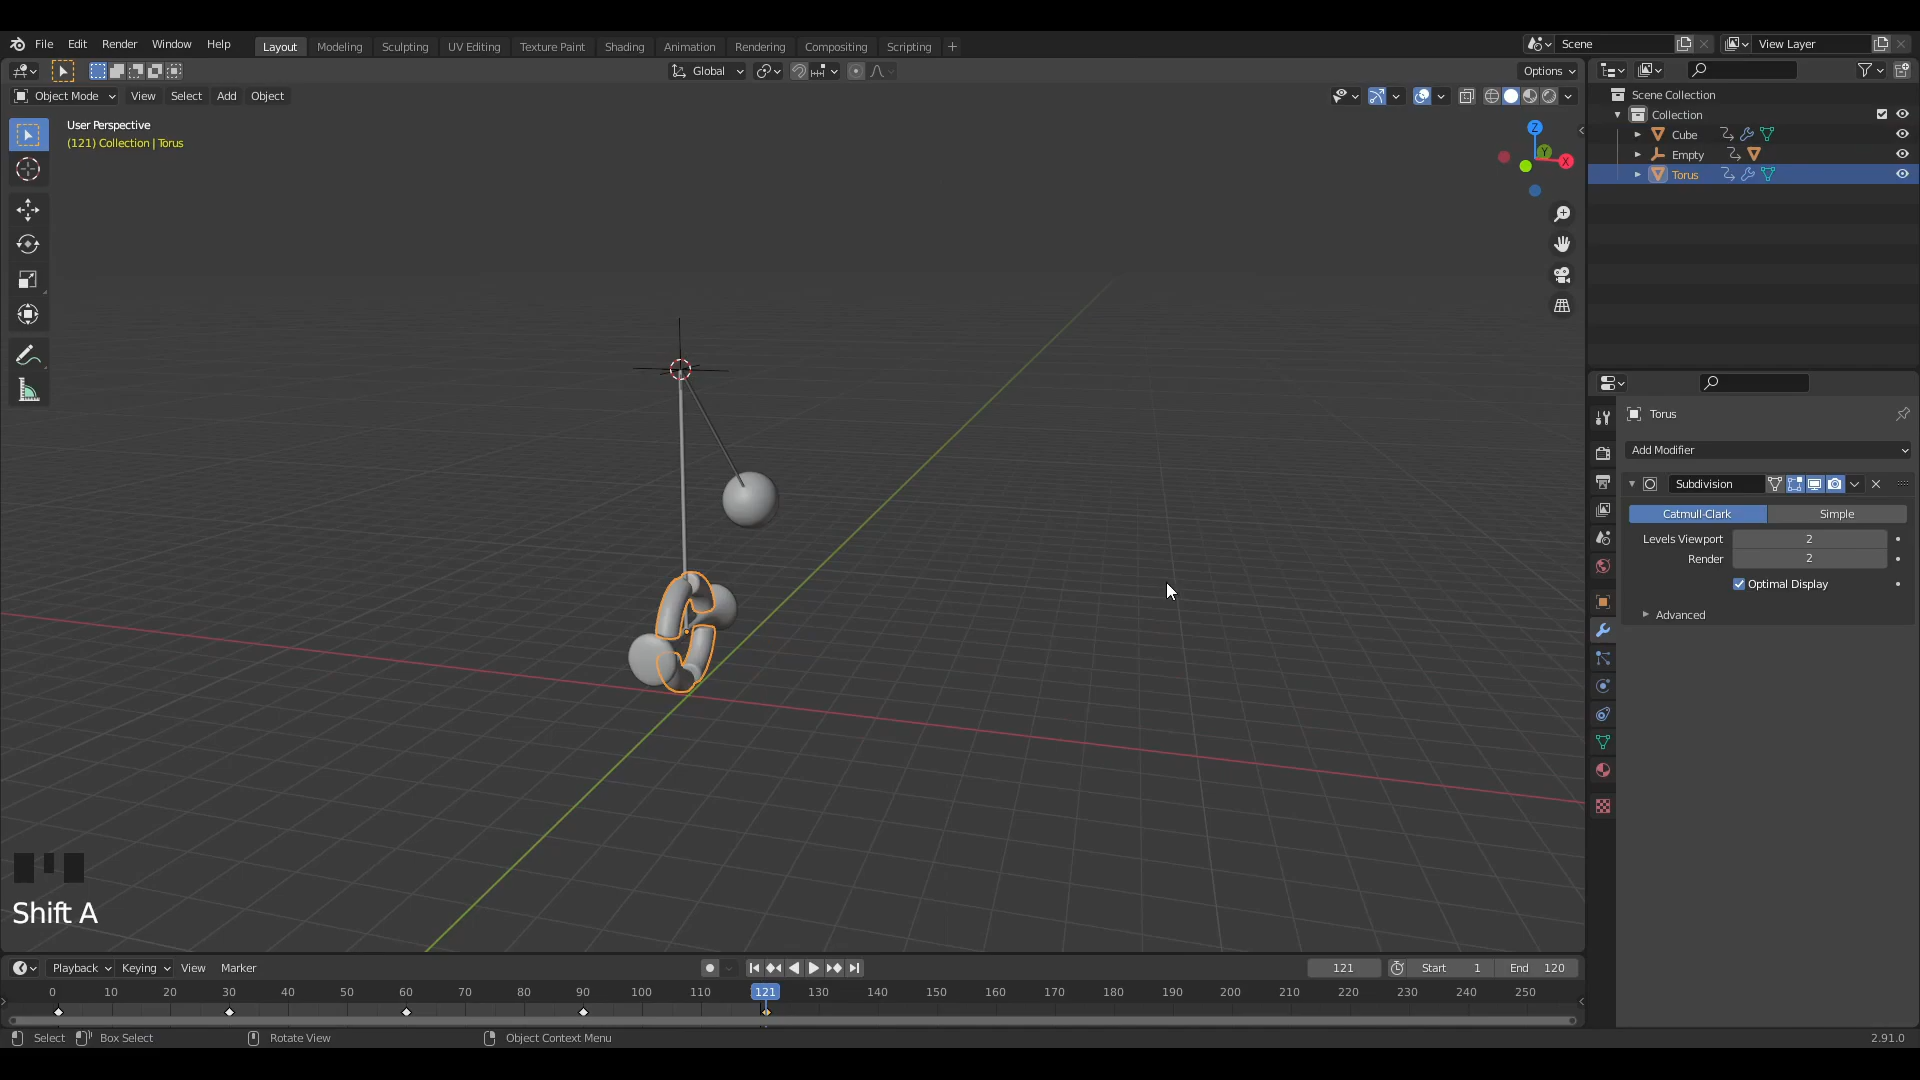 File Edit Render Window Help Layout Modeling Sculpting UV Editing Texture Paint Shading Animation Rendering Compositing Scripting + Scene View Layer
Global Options
Object Mode View Select Add Object
User Perspective
(121) Collection | Torus
Z
Y
X
Scene Collection
Collection
Cube
Empty
Torus
Torus
Add Modifier
Subdivision
Catmull-Clark Simple
Levels Viewport 2
Render 2
Optimal Display
Advanced
Shift A
Playback Keying View Marker 121 Start 1 End 120
0 10 20 30 40 50 60 70 80 90 100 110 121 130 140 150 160 170 180 190 200 210 220 230 240 250
Select Box Select Rotate View Object Context Menu 2.91.0